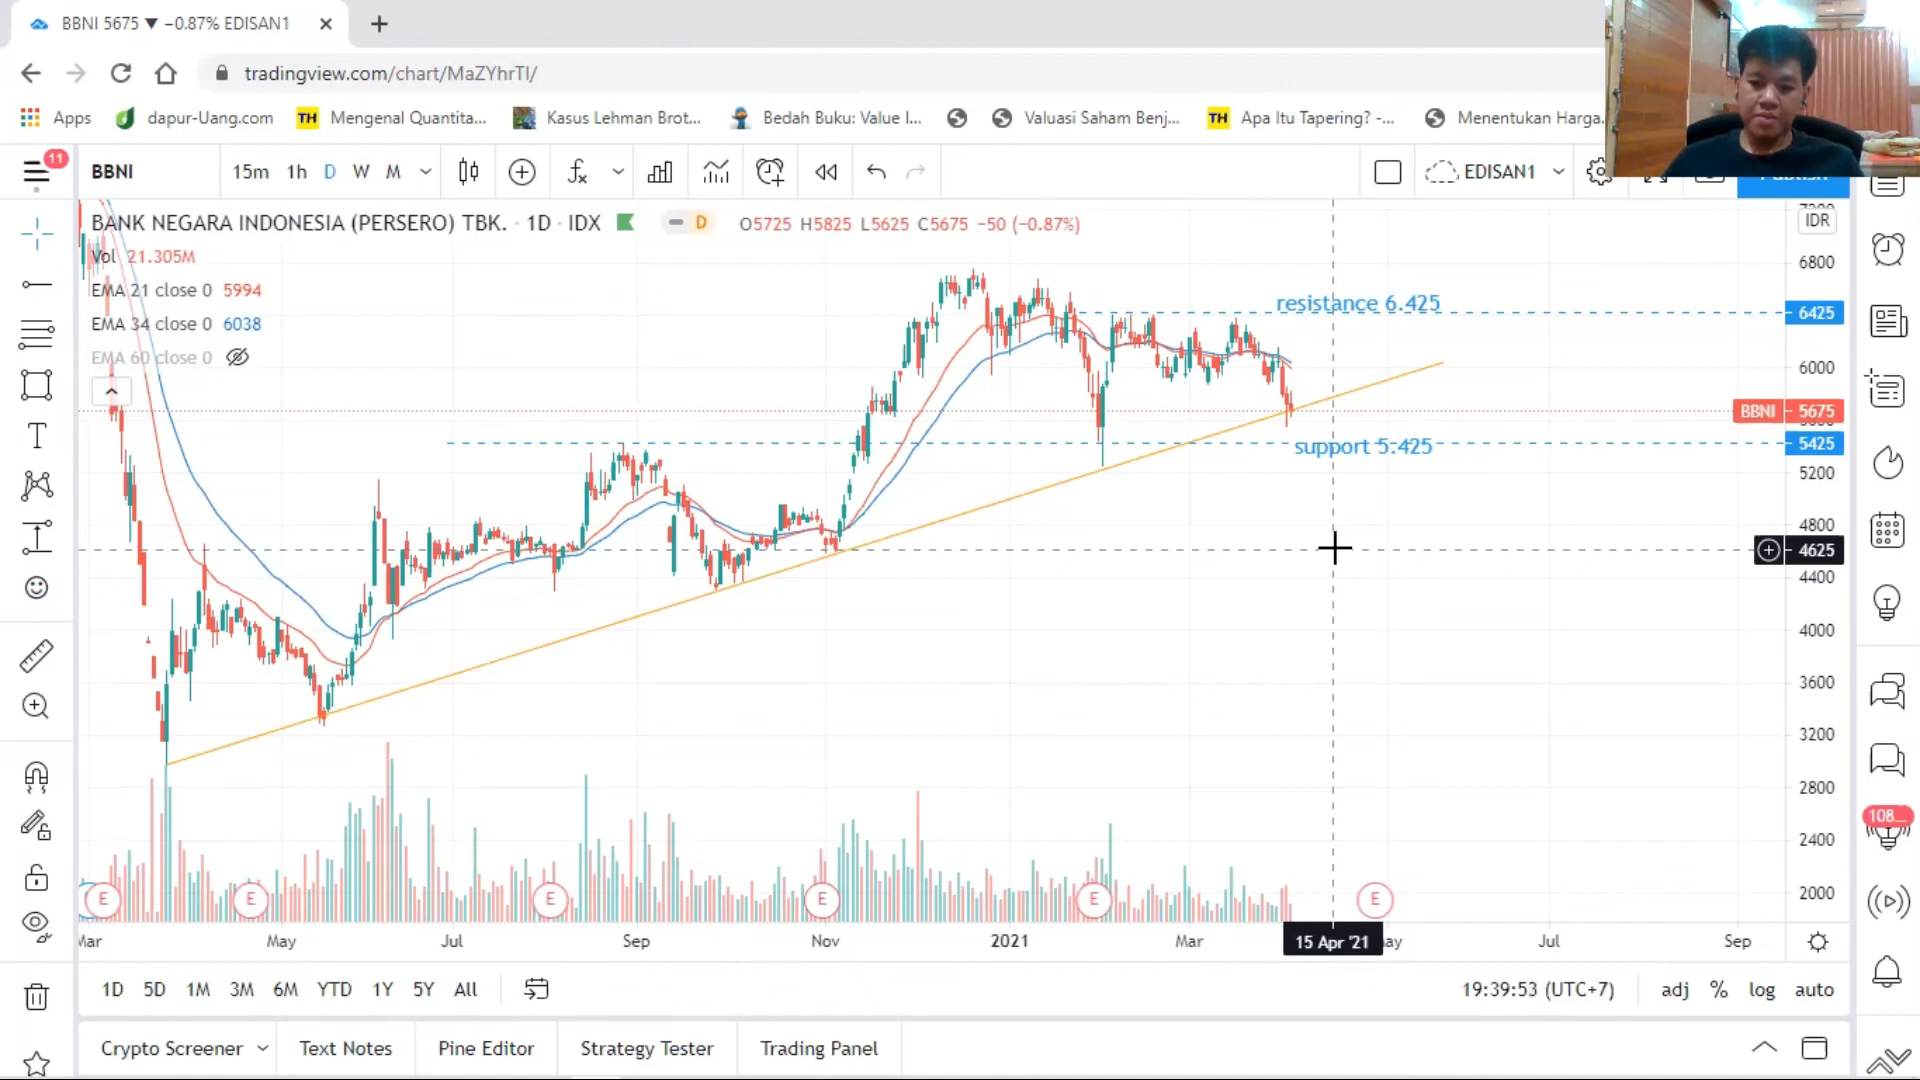 BBNI 5675 ▼ −0.87% EDISAN1
tradingview.com/chart/MaZYhrTI/
Apps dapur-Uang.com TH Mengenal Quantita... Kasus Lehman Brot... Bedah Buku: Value I... Valuasi Saham Benj... TH Apa Itu Tapering? -... Menentukan Harga.
11
BBNI 15m 1h D W M EDISAN1
BANK NEGARA INDONESIA (PERSERO) TBK. · 1D · IDX D O5725 H5825 L5625 C5675 −50 (−0.87%) IDR
Vol 21.305M
EMA 21 close 0 5994
EMA 34 close 0 6038
EMA 60 close 0
resistance 6.425
support 5.425
6800
6425
6000
BBNI 5675
5425
5200
4800
4625
4400
4000
3600
3200
2800
2400
2000
108
E E E E E E
Mar May Jul Sep Nov 2021 Mar 15 Apr '21 ay Jul Sep
1D 5D 1M 3M 6M YTD 1Y 5Y All 19:39:53 (UTC+7) adj % log auto
Crypto Screener Text Notes Pine Editor Strategy Tester Trading Panel